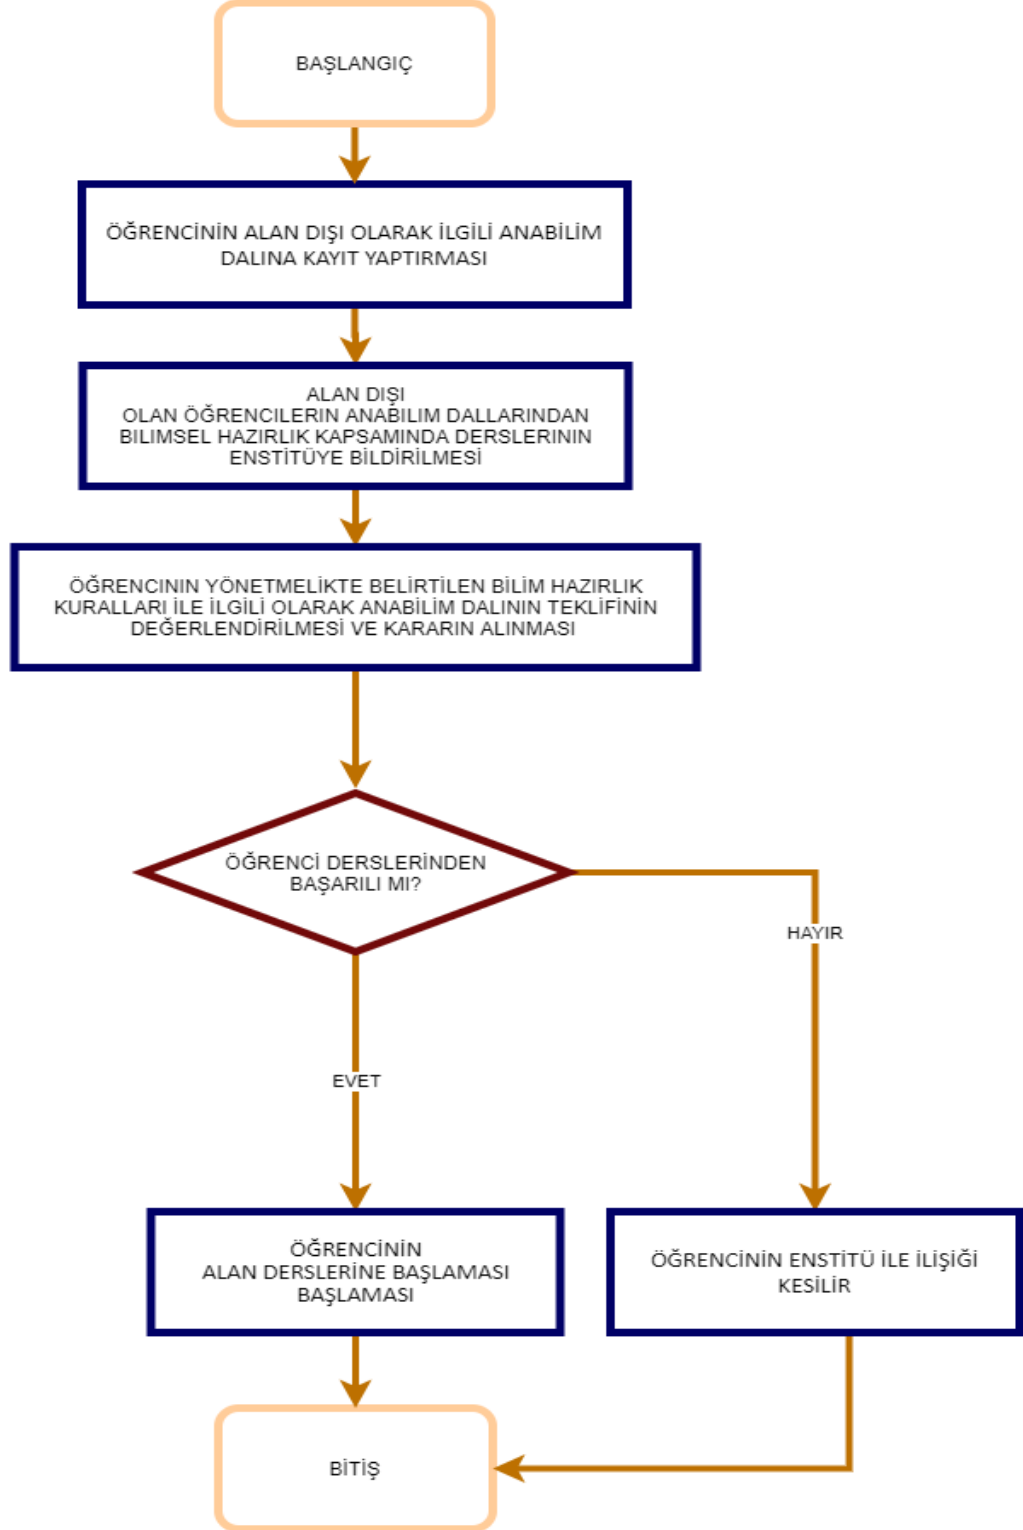 BAŞLANGIÇ
ÖĞRENCİNİN ALAN DIŞI OLARAK İLGİLİ ANABİLİM
DALINA KAYIT YAPTIRMASI
ALAN DIŞI
OLAN ÖĞRENCILERIN ANABILIM DALLARINDAN
BILIMSEL HAZIRLIK KAPSAMINDA DERSLERININ
ENSTİTÜYE BİLDİRİLMESİ
ÖĞRENCININ YÖNETMELİKTE BELİRTİLEN BİLİM HAZIRLIK
KURALLARI İLE İLGİLİ OLARAK ANABİLİM DALININ TEKLİFİNİN
DEĞERLENDİRİLMESİ VE KARARIN ALINMASI
ÖĞRENCİ DERSLERİNDEN
BAŞARILI MI?
HAYIR
EVET
ÖĞRENCİNİN
ALAN DERSLERİNE BAŞLAMASI
BAŞLAMASI
ÖĞRENCİNİN ENSTİTÜ İLE İLİŞİĞİ
KESİLİR
BİTİŞ